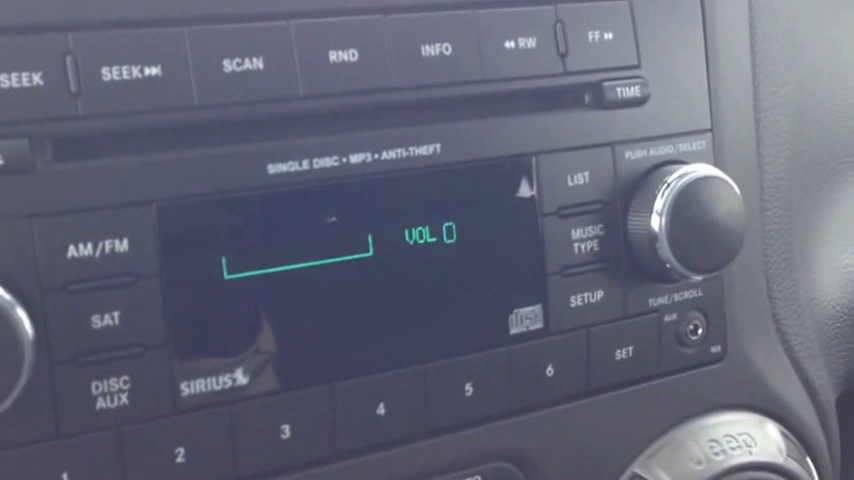 SEEK
SEEK
SCAN
RND
INFO
RW
FF
TIME
SINGLE DISC • MP3 • ANTI-THEFT
PUSH AUDIO/SELECT
AM/FM
VOL 0
LIST
MUSIC
TYPE
SAT
SETUP
TUNE/SCROLL
AUX
DISC
AUX
SIRIUS
disc
SET
1
2
3
4
5
6
Jeep